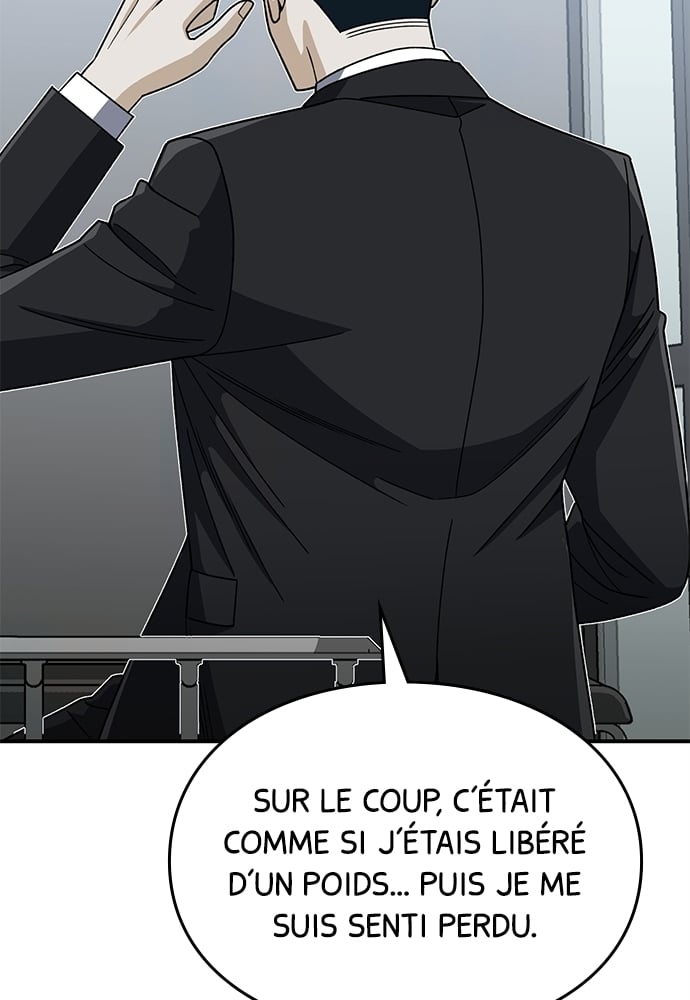 SUR LE COUP, C'ÉTAIT
COMME SI J'ÉTAIS LIBÉRÉ
D'UN POIDS... PUIS JE ME
SUIS SENTI PERDU.